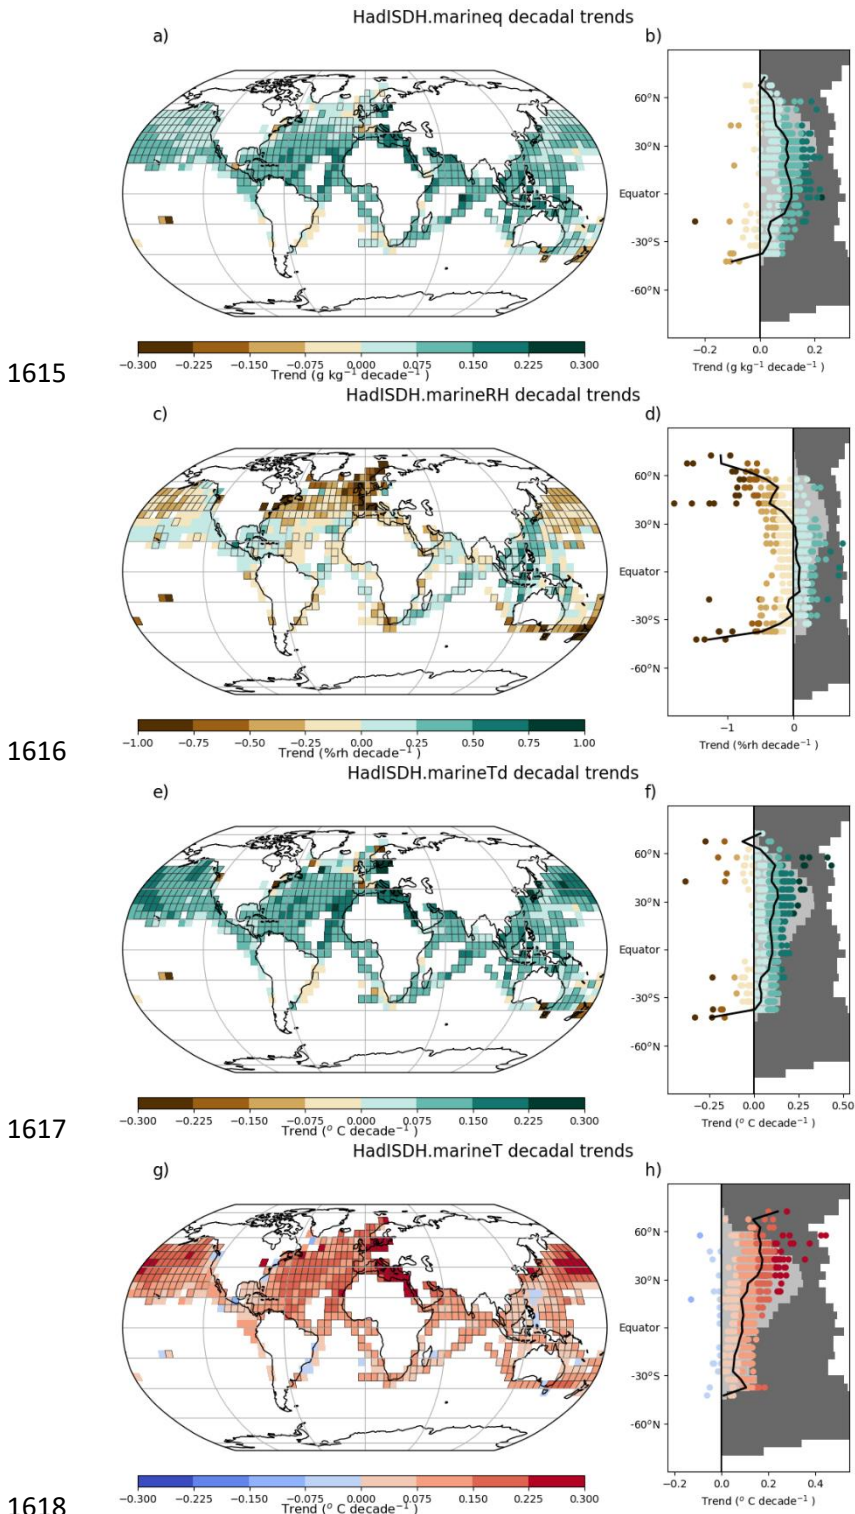 HadISDH.marineq decadal trends
a) b)
60°N
30°N
Equator
-30°S
-60°N
−0.300 −0.225 −0.150 −0.075 0.000 0.075 0.150 0.225 0.300
Trend (g kg⁻¹ decade⁻¹ )
−0.2 0.0 0.2
Trend (g kg⁻¹ decade⁻¹ )
1615
HadISDH.marineRH decadal trends
c) d)
60°N
30°N
Equator
-30°S
-60°N
−1.00 −0.75 −0.50 −0.25 0.00 0.25 0.50 0.75 1.00
Trend (%rh decade⁻¹ )
−1 0
Trend (%rh decade⁻¹ )
1616
HadISDH.marineTd decadal trends
e) f)
60°N
30°N
Equator
-30°S
-60°N
−0.300 −0.225 −0.150 −0.075 0.000 0.075 0.150 0.225 0.300
Trend (° C decade⁻¹ )
−0.25 0.00 0.25 0.50
Trend (° C decade⁻¹ )
1617
HadISDH.marineT decadal trends
g) h)
60°N
30°N
Equator
-30°S
-60°N
−0.300 −0.225 −0.150 −0.075 0.000 0.075 0.150 0.225 0.300
Trend (° C decade⁻¹ )
−0.2 0.0 0.2 0.4
Trend (° C decade⁻¹ )
1618